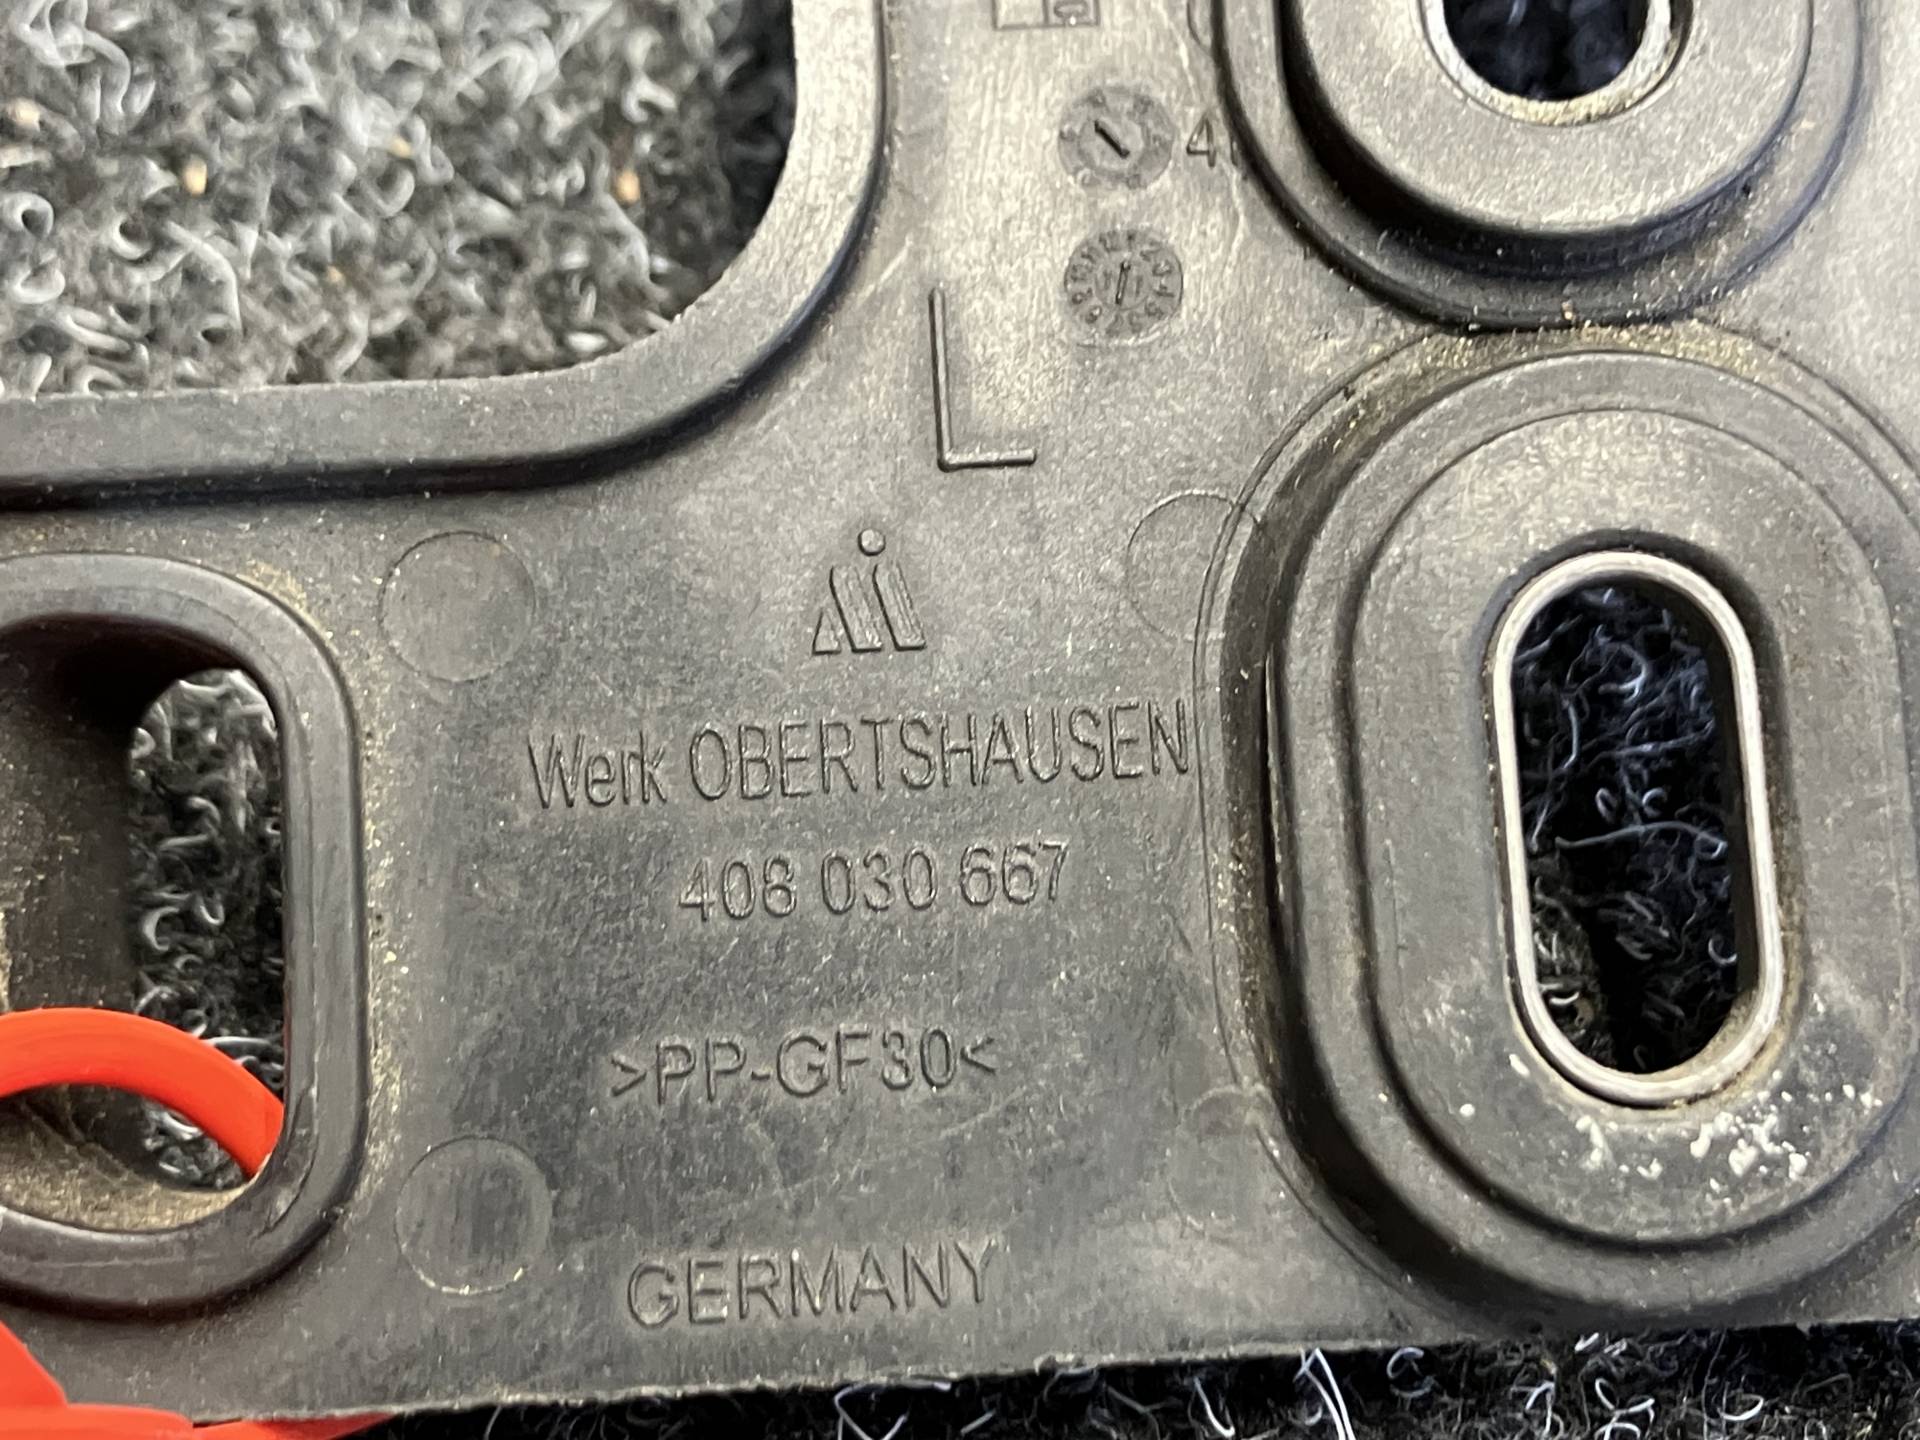 L
Werk OBERTSHAUSEN
408 030 667
>PP-GF30<
GERMANY